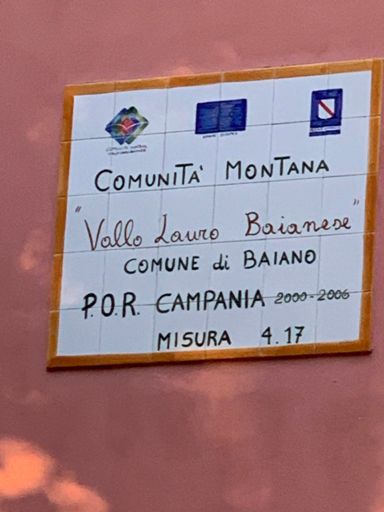 COMUNITA' MONTANA
"Vallo Lauro Baianese"
COMUNE di BAIANO
P.O.R. CAMPANIA 2000-2006
MISURA 4.17